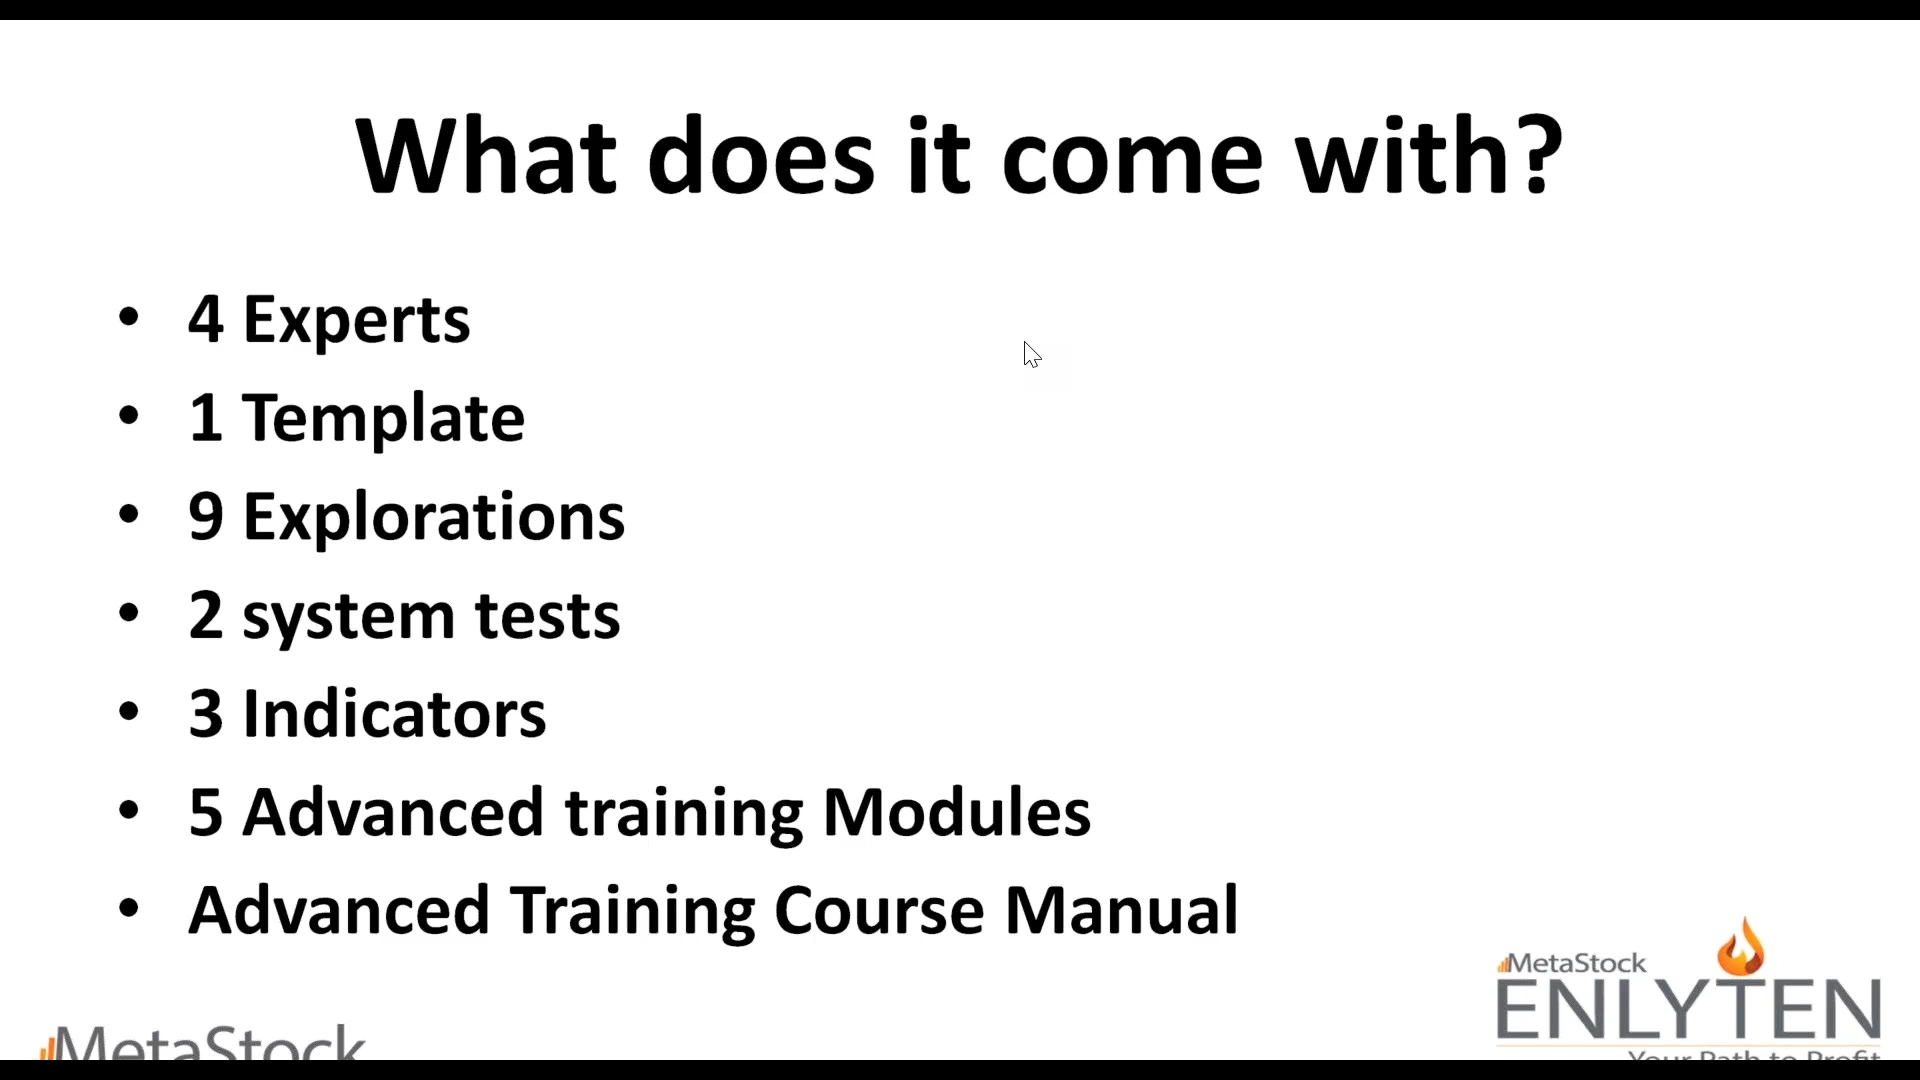 What does it come with?
• 4 Experts
• 1 Template
• 9 Explorations
• 2 system tests
• 3 Indicators
• 5 Advanced training Modules
• Advanced Training Course Manual
MetaStock
ENLYTEN
Your Path to Profit
MetaStock